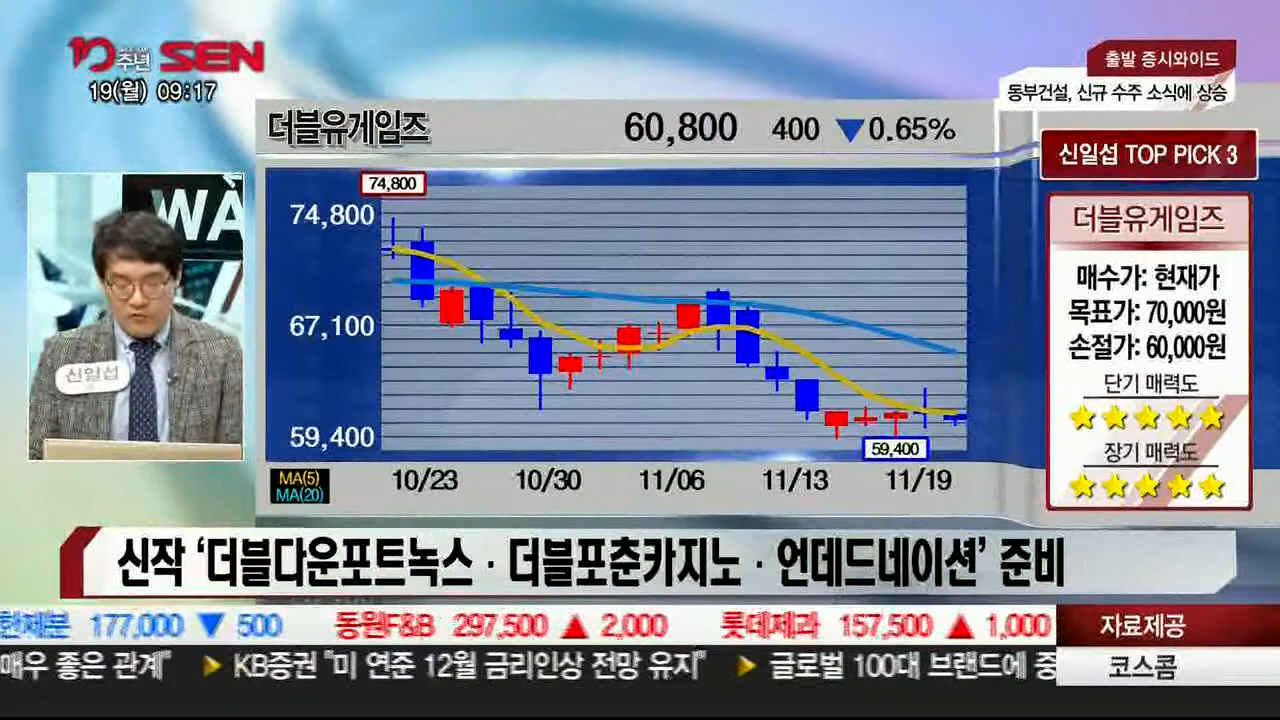 10주년 SEN
19(월) 09:17
출발 증시와이드
동부건설, 신규 수주 소식에 상승
더블유게임즈 60,800 400 ▼0.65%
신일섭 TOP PICK 3
WÀ
신일섭
74,800
74,800
67,100
59,400
59,400
MA(5)
MA(20)
10/23 10/30 11/06 11/13 11/19
더블유게임즈
매수가: 현재가
목표가: 70,000원
손절가: 60,000원
단기 매력도
★★★★★
장기 매력도
★★★★★
신작 ‘더블다운포트녹스 · 더블포춘카지노 · 언데드네이션’ 준비
한제분 177,000 ▼ 500 동원F&B 297,500 ▲ 2,000 롯데제과 157,500 ▲ 1,000
자료제공
매우 좋은 관계" ▶ KB증권 "미 연준 12월 금리인상 전망 유지" ▶ 글로벌 100대 브랜드에 중
코스콤